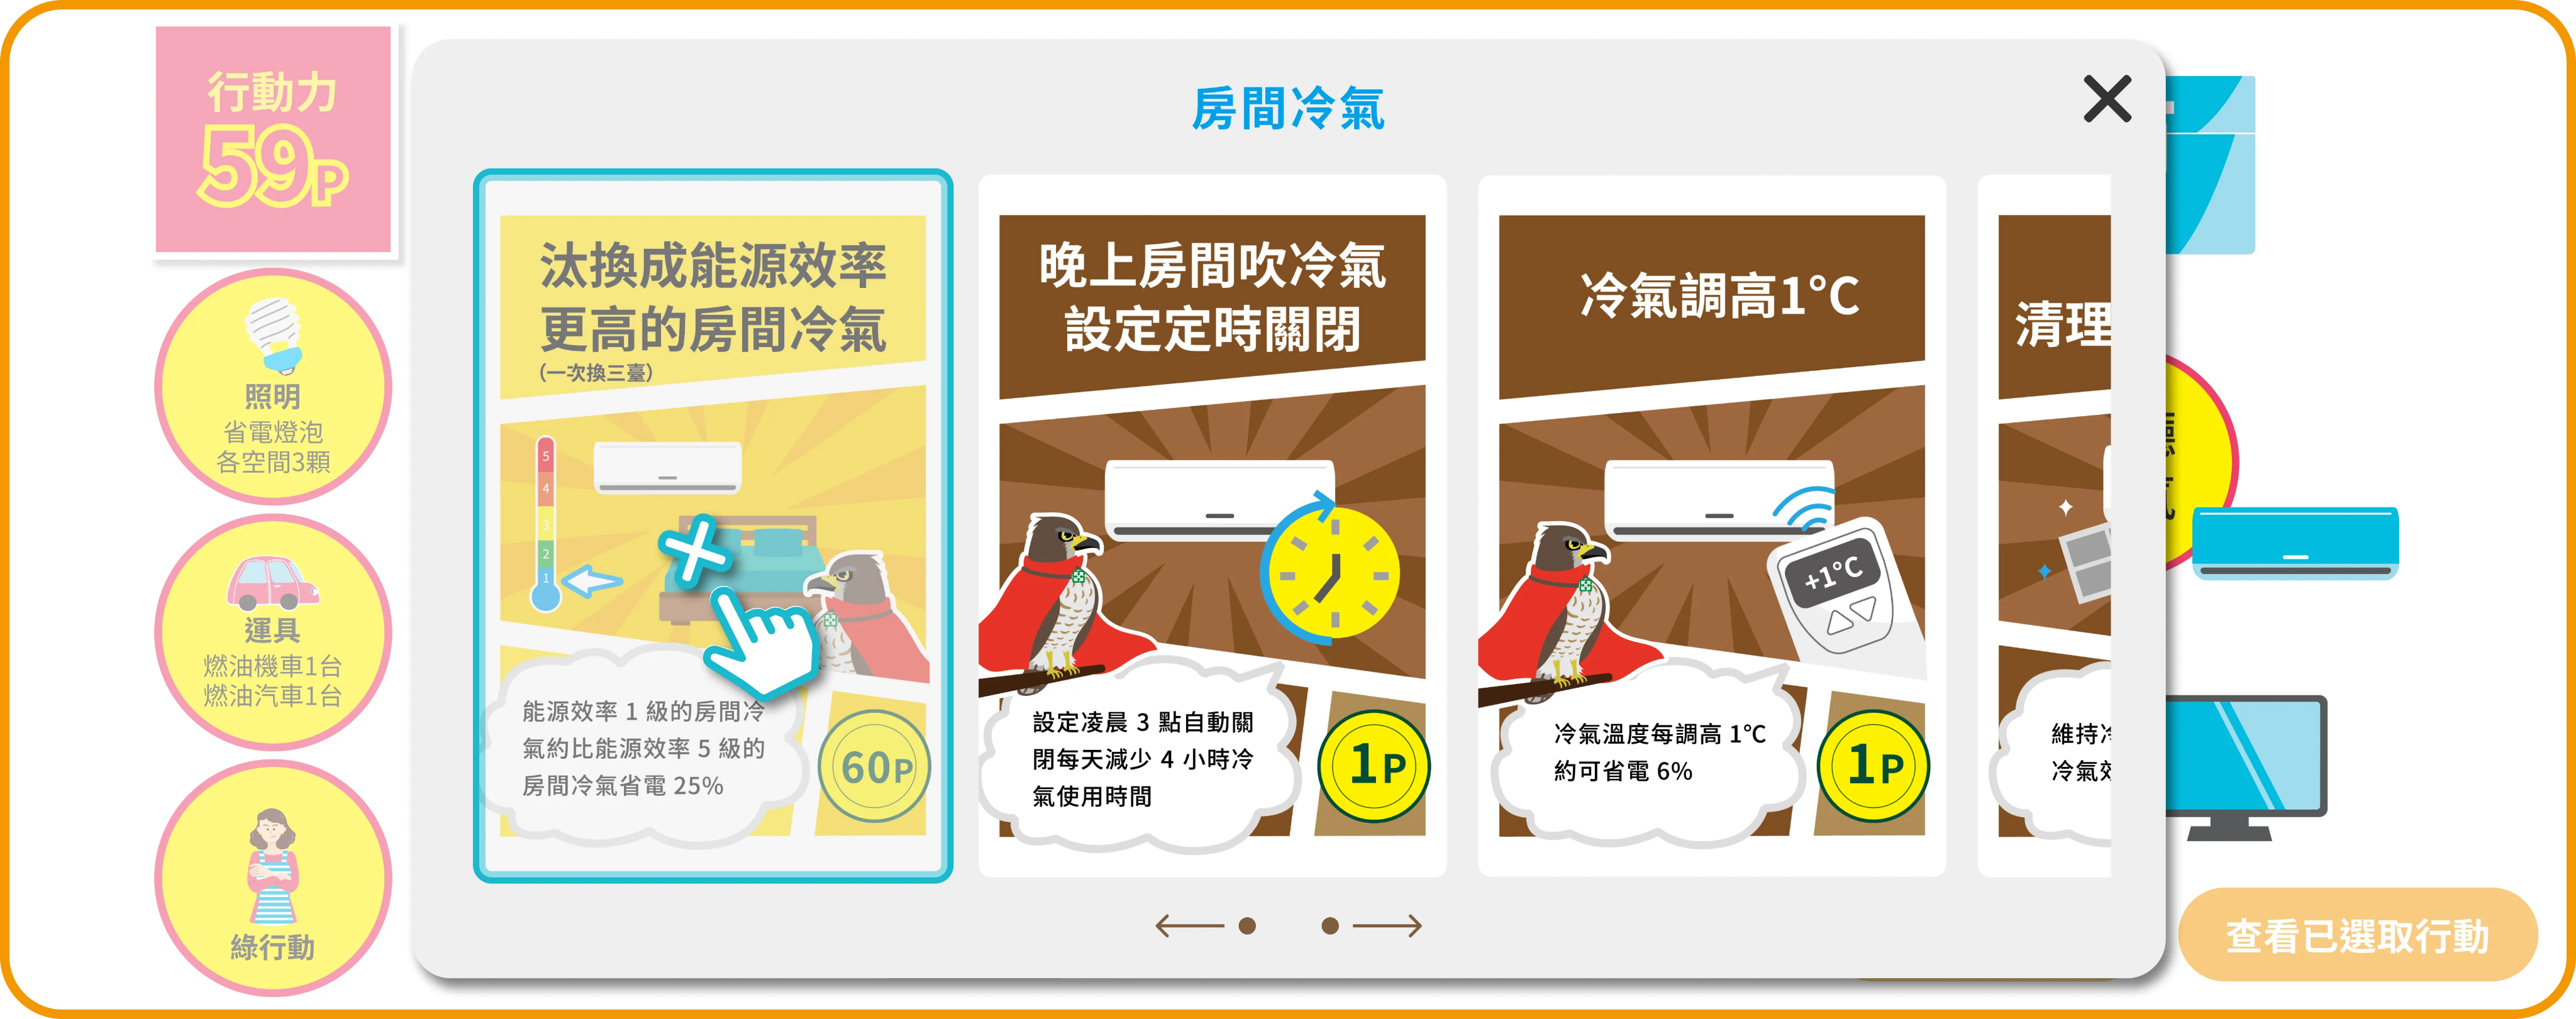 行動力
59P
照明
省電燈泡
各空間3顆
運具
燃油機車1台
燃油汽車1台
綠行動
房間冷氣
汰換成能源效率
更高的房間冷氣
(一次換三臺)
5
4
3
2
1
能源效率 1 級的房間冷
氣約比能源效率 5 級的
房間冷氣省電 25%
60P
晚上房間吹冷氣
設定定時關閉
設定凌晨 3 點自動關
閉每天減少 4 小時冷
氣使用時間
1P
冷氣調高1°C
+1°C
冷氣溫度每調高 1°C
約可省電 6%
1P
清理
維持
冷氣
查看已選取行動